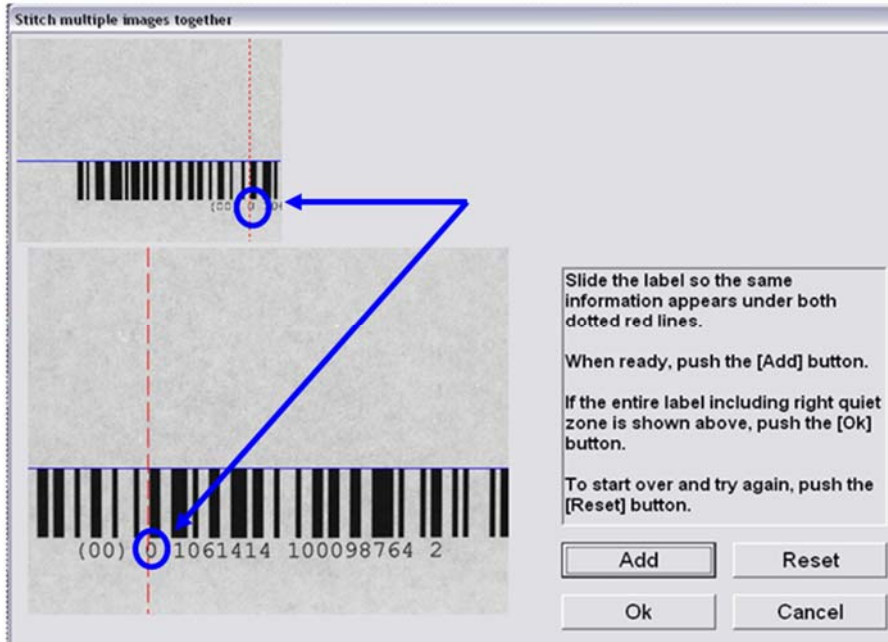 Stitch multiple images together
(00) 0
(00) 0 1061414 100098764 2
Slide the label so the same
information appears under both
dotted red lines.
When ready, push the [Add] button.
If the entire label including right quiet
zone is shown above, push the [Ok]
button.
To start over and try again, push the
[Reset] button.
Add
Reset
Ok
Cancel